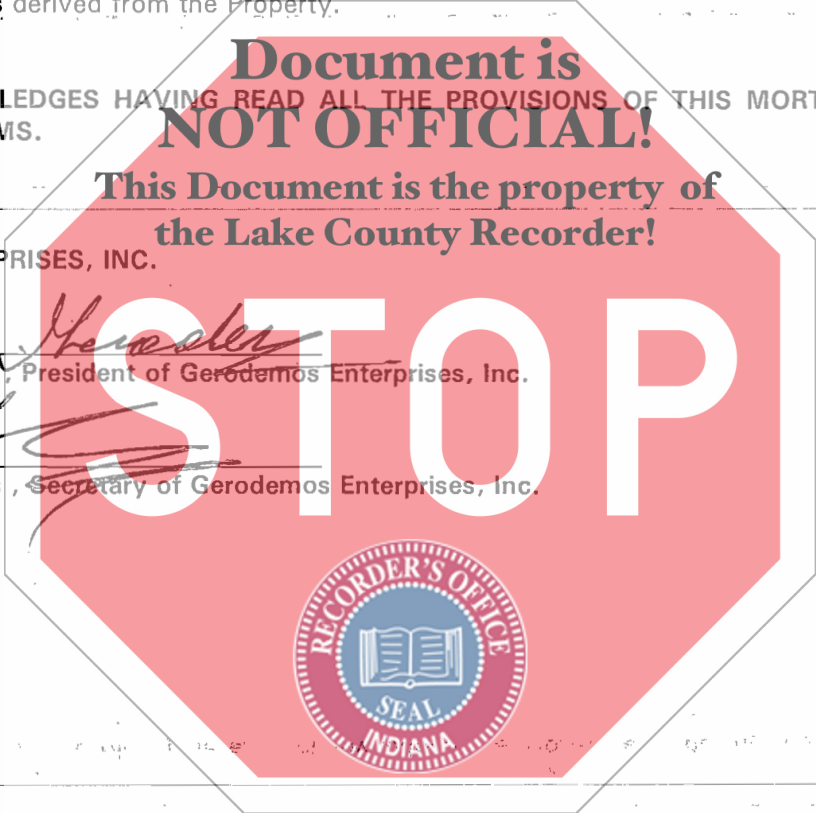 derived from the Property.
Document is
LEDGES HAVING READ ALL THE PROVISIONS OF THIS MORT
NOT OFFICIAL!
MS.
This Document is the property of
the Lake County Recorder!
PRISES, INC.
STOP
, President of Gerodemos Enterprises, Inc.
, Secretary of Gerodemos Enterprises, Inc.
RECORDER'S OFFICE
SEAL
INDIANA